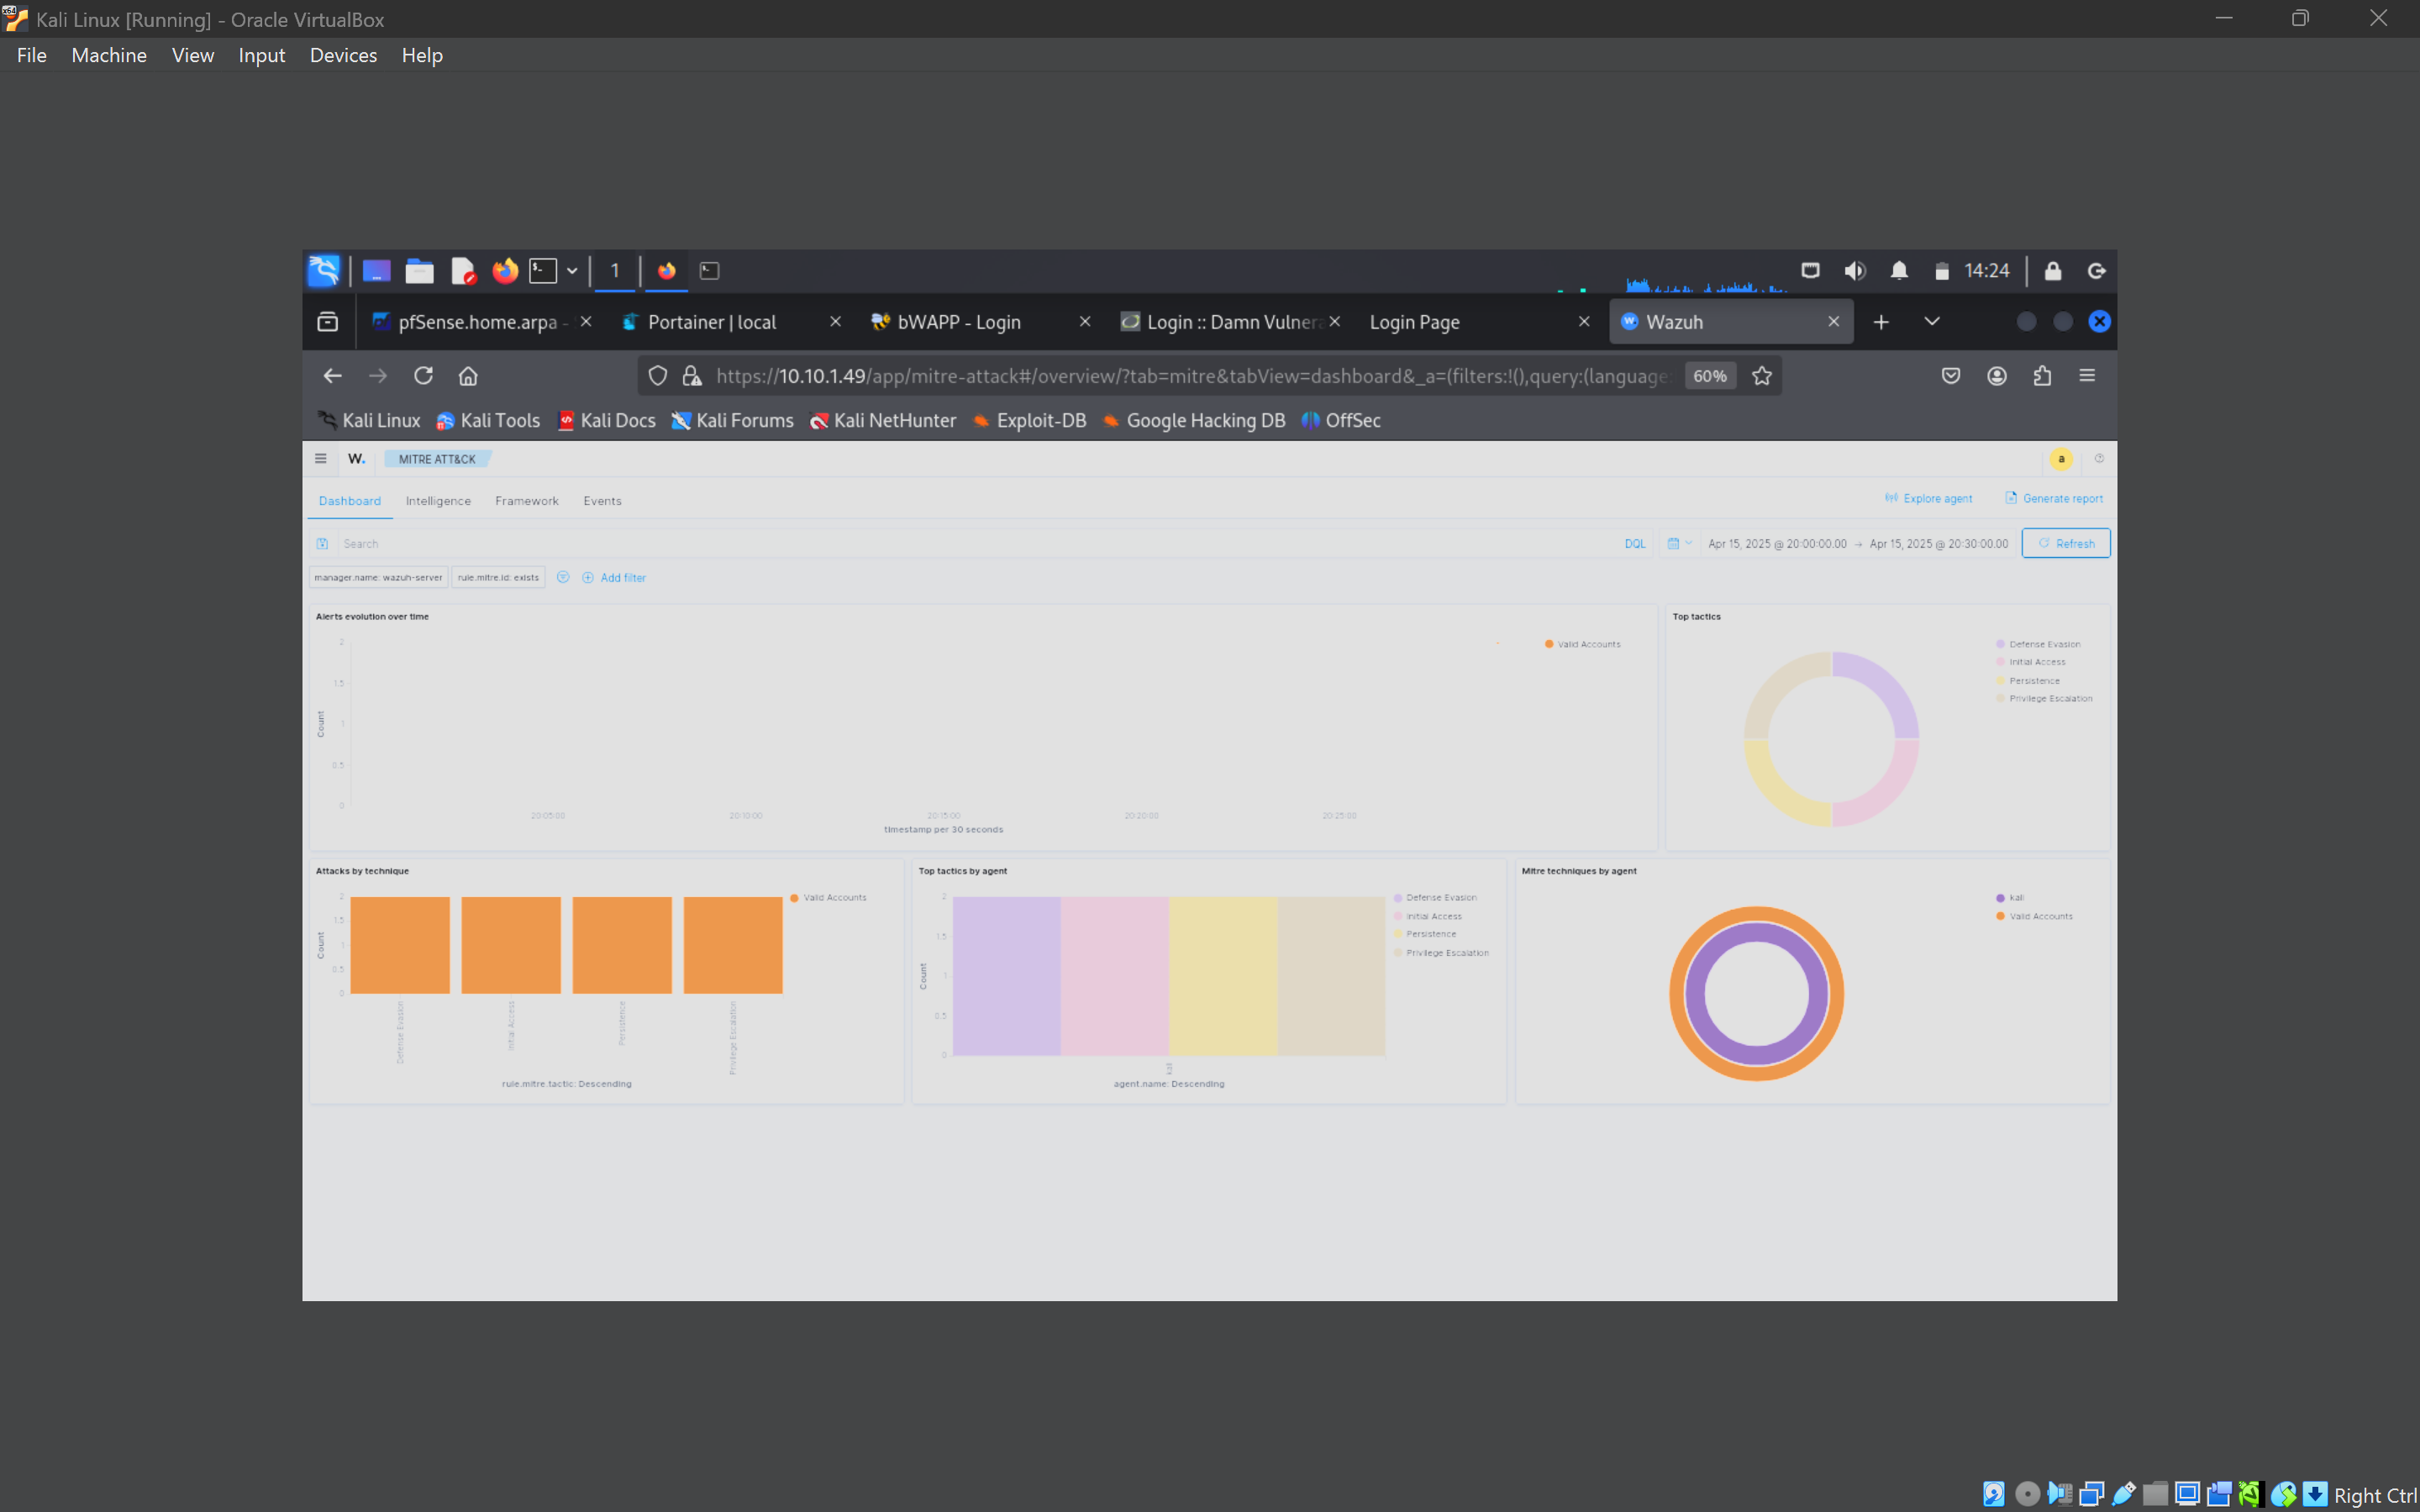 Kali Linux [Running] - Oracle VirtualBox
File Machine View Input Devices Help
1 14:24
pfSense.home.arpa - Portainer | local bWAPP - Login Login :: Damn Vulnera Login Page Wazuh
https://10.10.1.49/app/mitre-attack#/overview/?tab=mitre&tabView=dashboard&_a=(filters:!(),query:(language: 60%
Kali Linux Kali Tools Kali Docs Kali Forums Kali NetHunter Exploit-DB Google Hacking DB OffSec
W. MITRE ATT&CK a
Dashboard Intelligence Framework Events Explore agent Generate report
Search DQL Apr 15, 2025 @ 20:00:00.00 → Apr 15, 2025 @ 20:30:00.00 Refresh
manager.name: wazuh-server rule.mitre.id: exists Add filter
Alerts evolution over time
2
1.5
1
0.5
0
Count
20:05:00 20:10:00 20:15:00 20:20:00 20:25:00
timestamp per 30 seconds
Valid Accounts
Top tactics
Defense Evasion
Initial Access
Persistence
Privilege Escalation
Attacks by technique
2
1.5
1
0.5
0
Count
Defense Evasion
Initial Access
Persistence
Privilege Escalation
rule.mitre.tactic: Descending
Valid Accounts
Top tactics by agent
2
1.5
1
0.5
0
Count
kali
agent.name: Descending
Defense Evasion
Initial Access
Persistence
Privilege Escalation
Mitre techniques by agent
kali
Valid Accounts
Right Ctrl